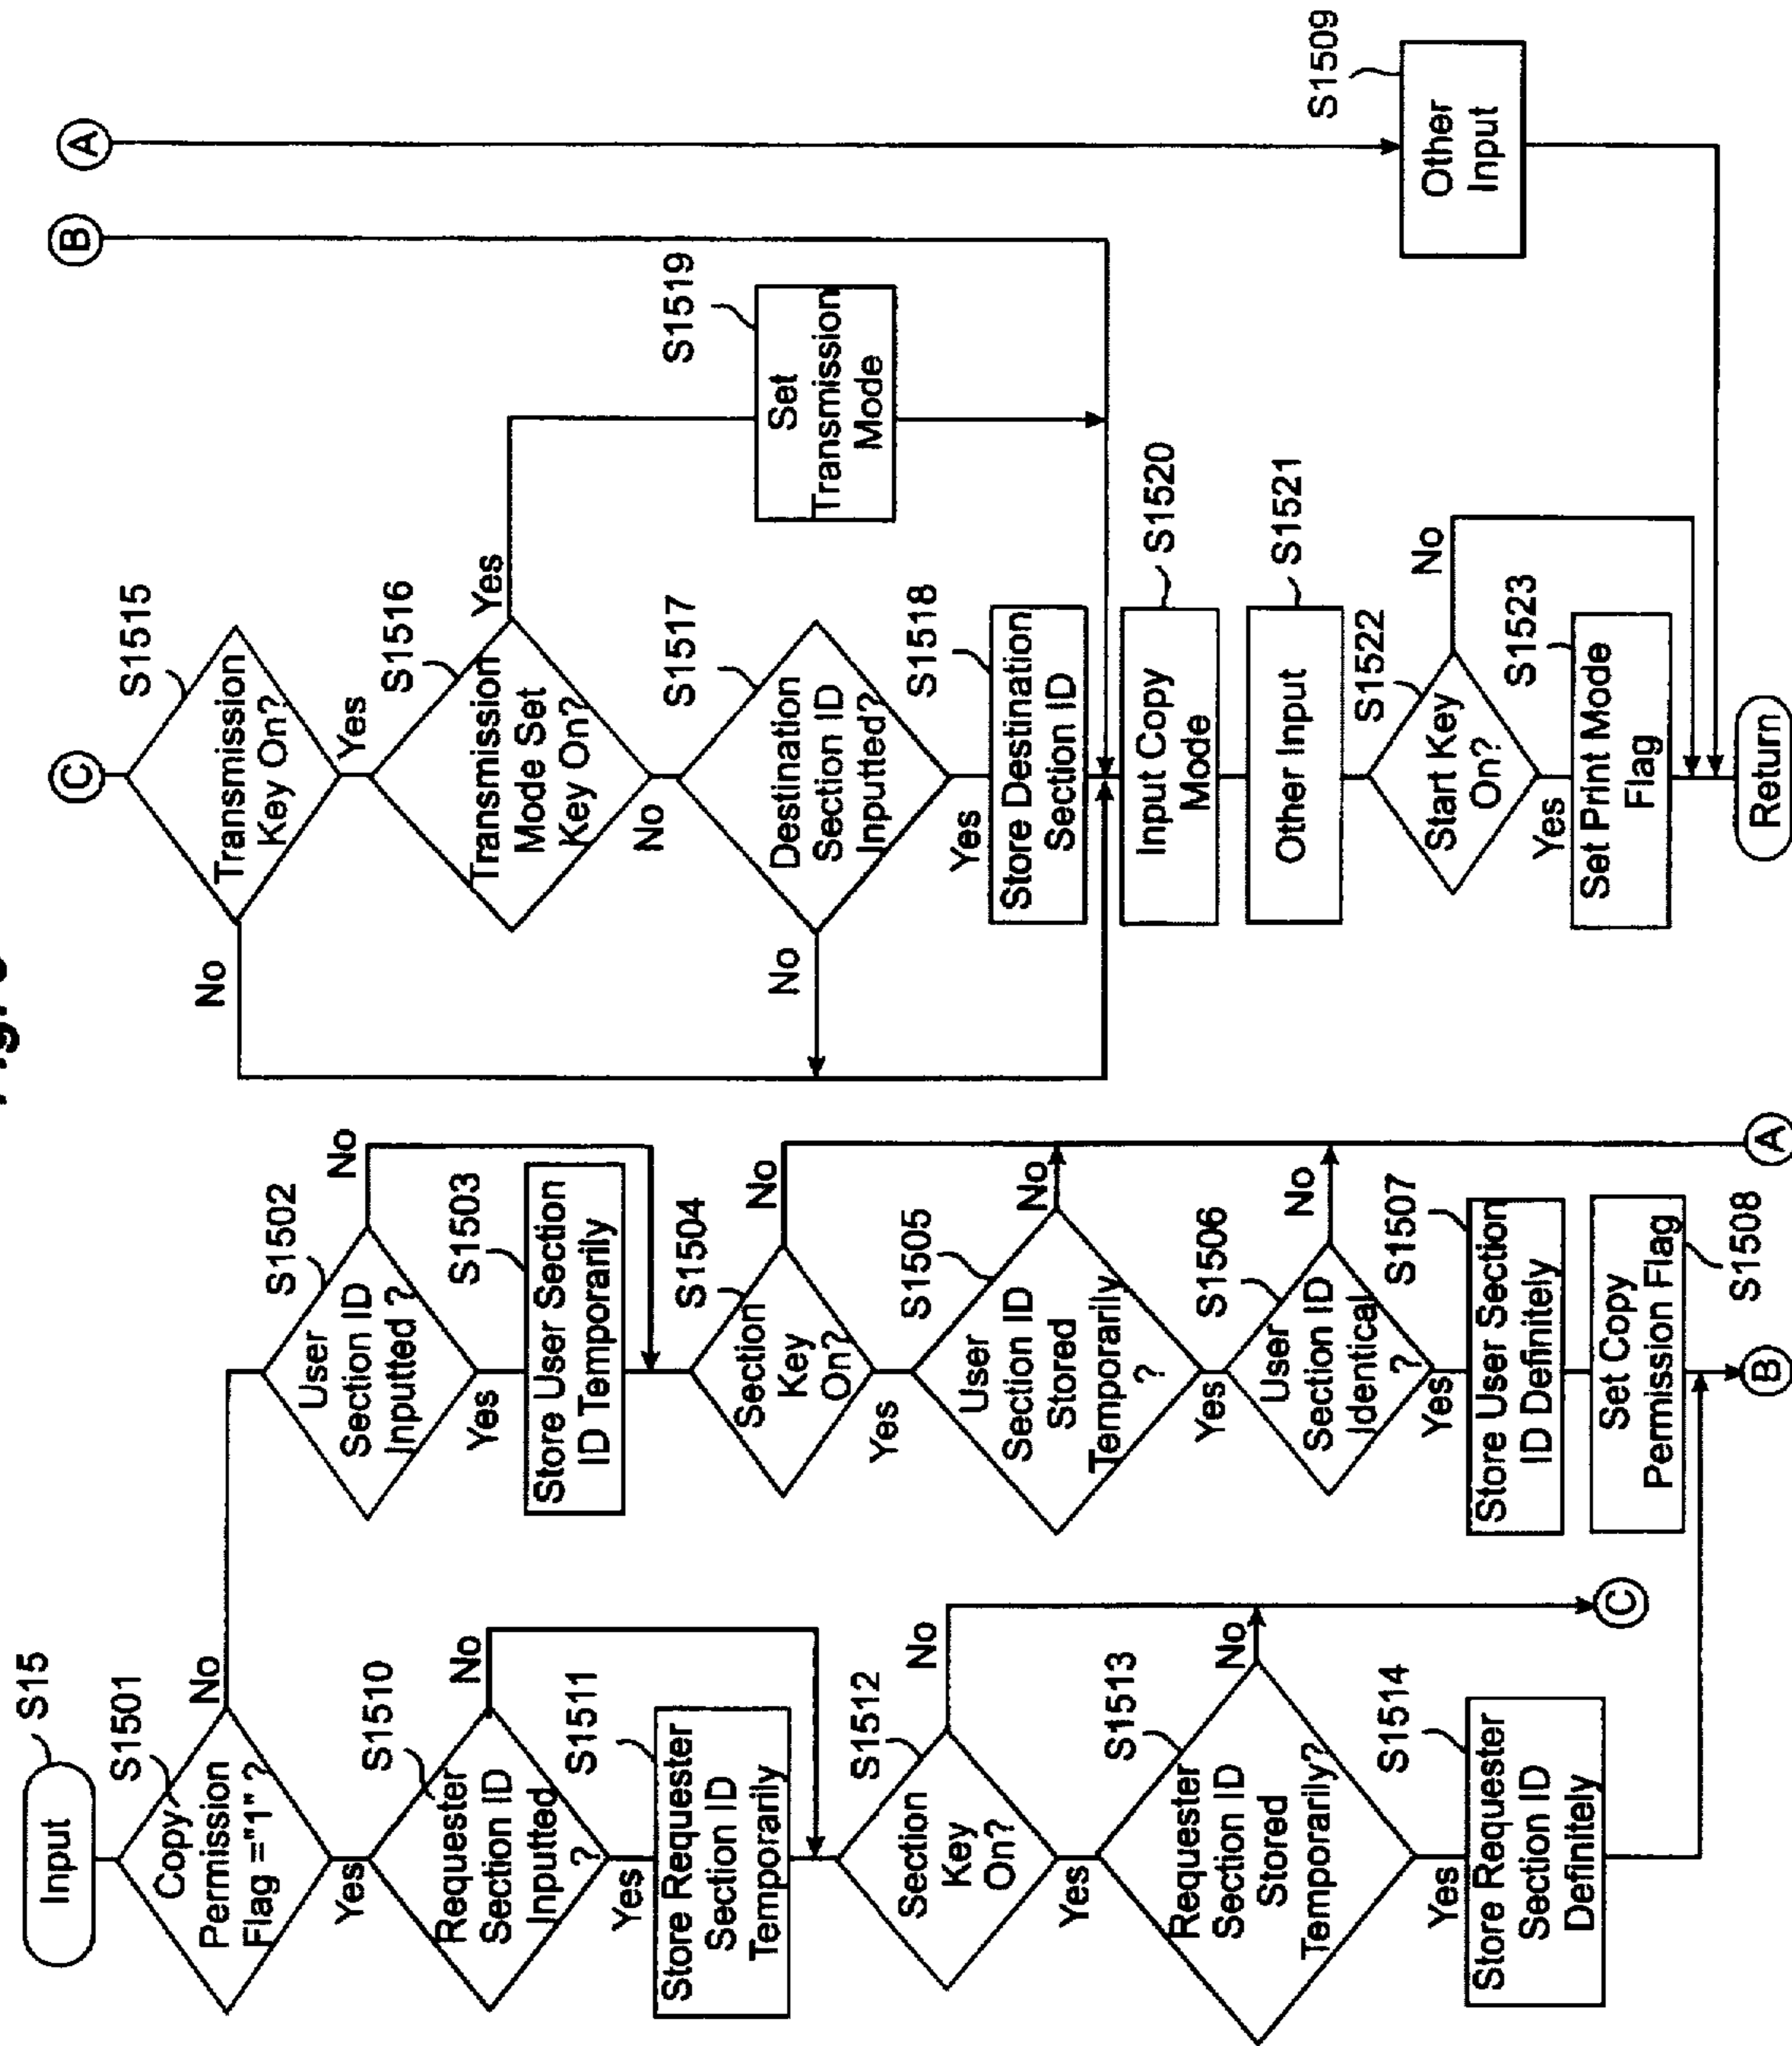 Input
S15
Copy
Permission
Flag ="1" ?
S1501
No
Yes
Requester
Section ID
Inputted
?
S1510
No
Yes
Store Requester
Section ID
Temporarily
S1511
Section
Key
On?
S1512
No
Yes
Requester
Section ID
Stored
Temporarily?
S1513
No
Yes
Store Requester
Section ID
Definitely
S1514
C
User
Section ID
Inputted ?
S1502
No
Yes
Store User Section
ID Temporarily
S1503
Section
Key
On?
S1504
No
Yes
User
Section ID
Stored
Temporarily
?
S1505
No
Yes
User
Section ID
Identical
?
S1506
No
Yes
Store User Section
ID Definitely
S1507
Set Copy
Permission Flag
S1508
B
A
C
Transmission
Key On?
S1515
No
Yes
Transmission
Mode Set
Key On?
S1516
Yes
No
Destination
Section ID
Inputted?
S1517
No
Yes
Store Destination
Section ID
S1518
Set
Transmission
Mode
S1519
Input Copy
Mode
S1520
Other Input
S1521
Start Key
On?
S1522
No
Yes
Set Print Mode
Flag
S1523
Return
B
A
Other
Input
S1509